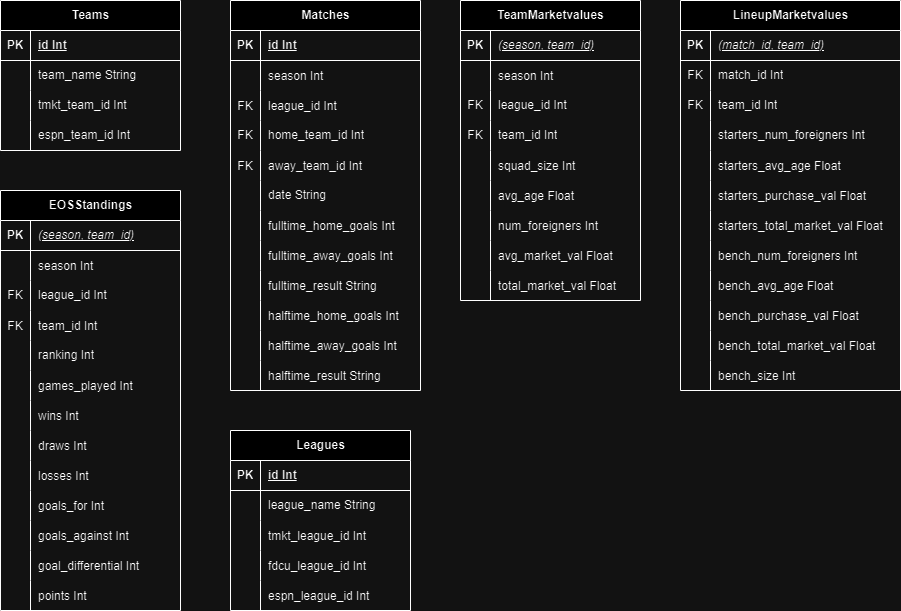 Teams
PK id Int
team_name String
tmkt_team_id Int
espn_team_id Int
EOSStandings
PK (season, team_id)
season Int
FK league_id Int
FK team_id Int
ranking Int
games_played Int
wins Int
draws Int
losses Int
goals_for Int
goals_against Int
goal_differential Int
points Int
Matches
PK id Int
season Int
FK league_id Int
FK home_team_id Int
FK away_team_id Int
date String
fulltime_home_goals Int
fulltime_away_goals Int
fulltime_result String
halftime_home_goals Int
halftime_away_goals Int
halftime_result String
Leagues
PK id Int
league_name String
tmkt_league_id Int
fdcu_league_id Int
espn_league_id Int
TeamMarketvalues
PK (season, team_id)
season Int
FK league_id Int
FK team_id Int
squad_size Int
avg_age Float
num_foreigners Int
avg_market_val Float
total_market_val Float
LineupMarketvalues
PK (match_id, team_id)
FK match_id Int
FK team_id Int
starters_num_foreigners Int
starters_avg_age Float
starters_purchase_val Float
starters_total_market_val Float
bench_num_foreigners Int
bench_avg_age Float
bench_purchase_val Float
bench_total_market_val Float
bench_size Int